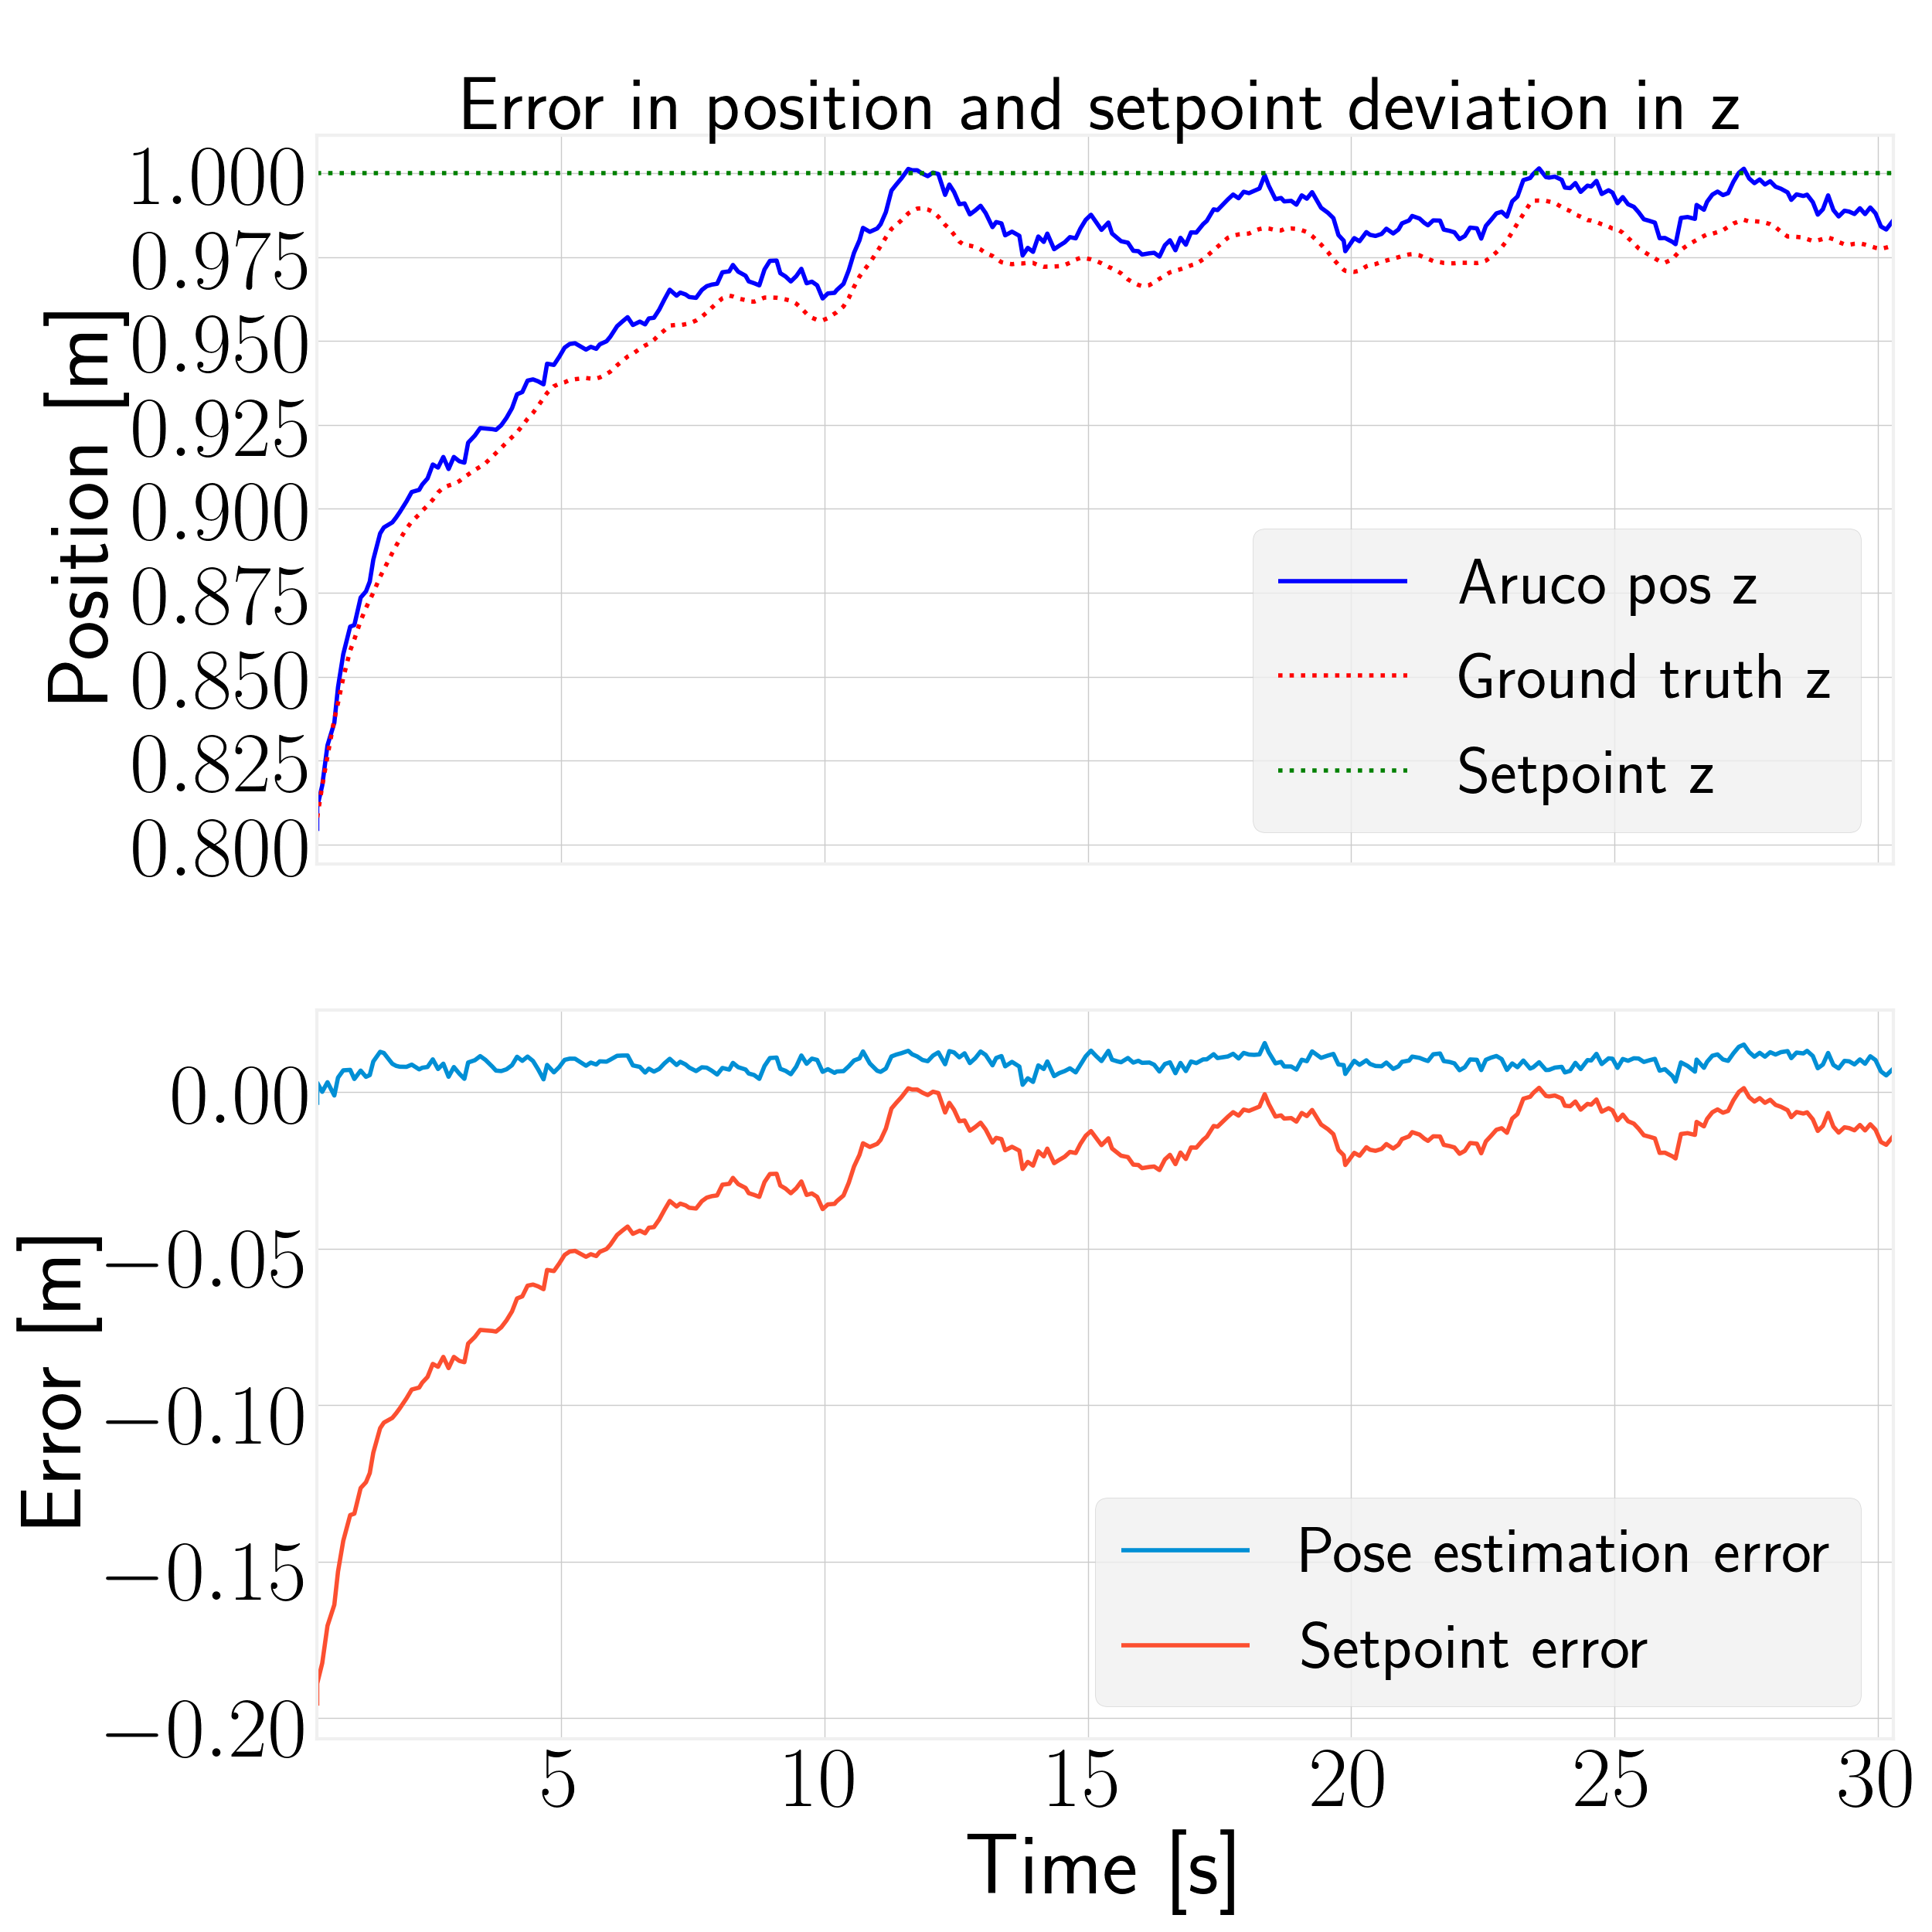 Error in position and setpoint deviation in z
Position [m]
1.000
0.975
0.950
0.925
0.900
0.875
0.850
0.825
0.800
Aruco pos z
Ground truth z
Setpoint z
Error [m]
0.00
−0.05
−0.10
−0.15
−0.20
Pose estimation error
Setpoint error
5 10 15 20 25 30
Time [s]